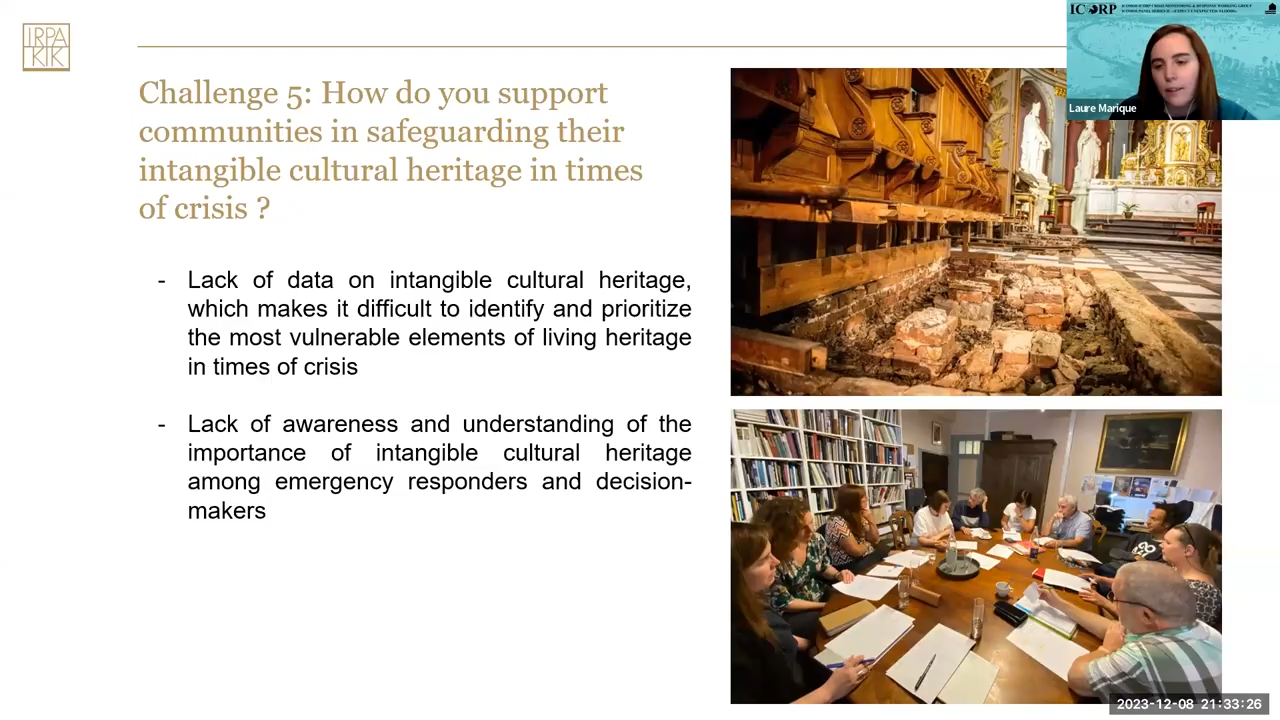 IRPA
KIK
ICORP
Laure Marique
Challenge 5: How do you support
communities in safeguarding their
intangible cultural heritage in times
of crisis ?
- Lack of data on intangible cultural heritage,
which makes it difficult to identify and prioritize
the most vulnerable elements of living heritage
in times of crisis
- Lack of awareness and understanding of the
importance of intangible cultural heritage
among emergency responders and decision-
makers
2023-12-08 21:33:26